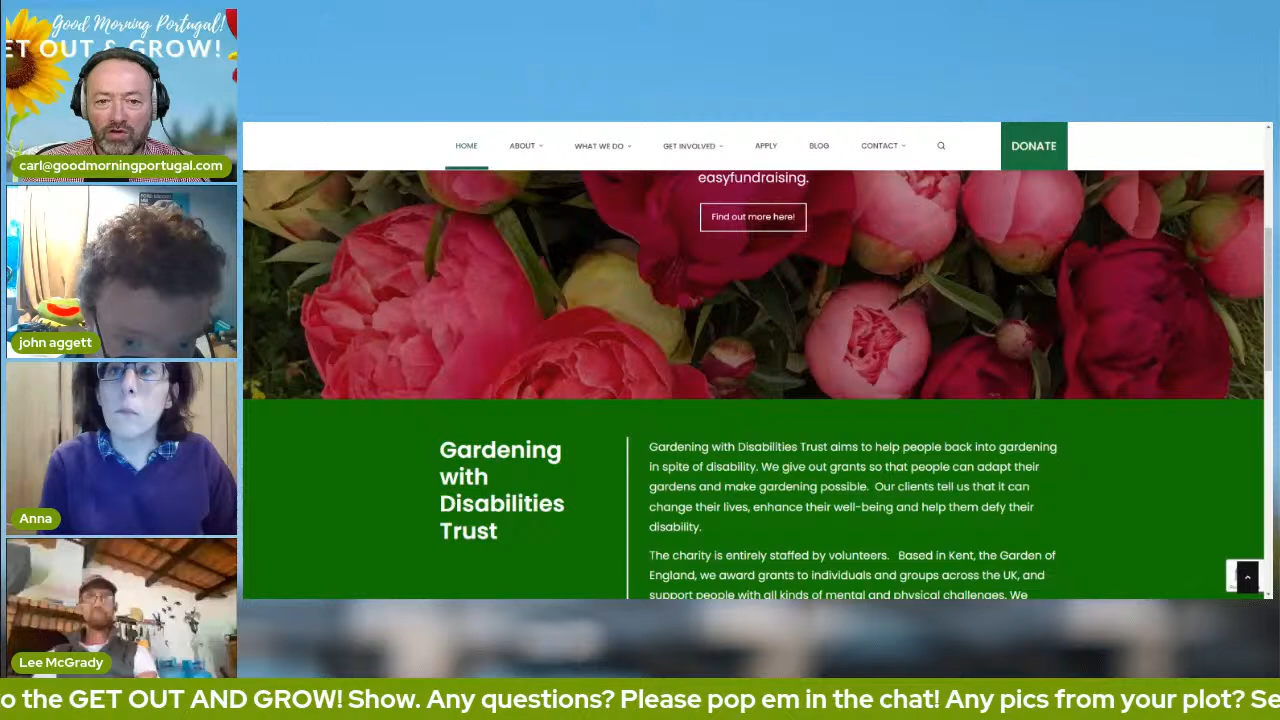 Good Morning Portugal!
ET OUT & GROW!
carl@goodmorningportugal.com
john aggett
Anna
Lee McGrady
HOME ABOUT WHAT WE DO GET INVOLVED APPLY BLOG CONTACT DONATE
easyfundraising.
Find out more here!
Gardening
with
Disabilities
Trust
Gardening with Disabilities Trust aims to help people back into gardening
in spite of disability. We give out grants so that people can adapt their
gardens and make gardening possible. Our clients tell us that it can
change their lives, enhance their well-being and help them defy their
disability.
The charity is entirely staffed by volunteers. Based in Kent, the Garden of
England, we award grants to individuals and groups across the UK, and
support people with all kinds of mental and physical challenges. We
o the GET OUT AND GROW! Show. Any questions? Please pop em in the chat! Any pics from your plot? Se